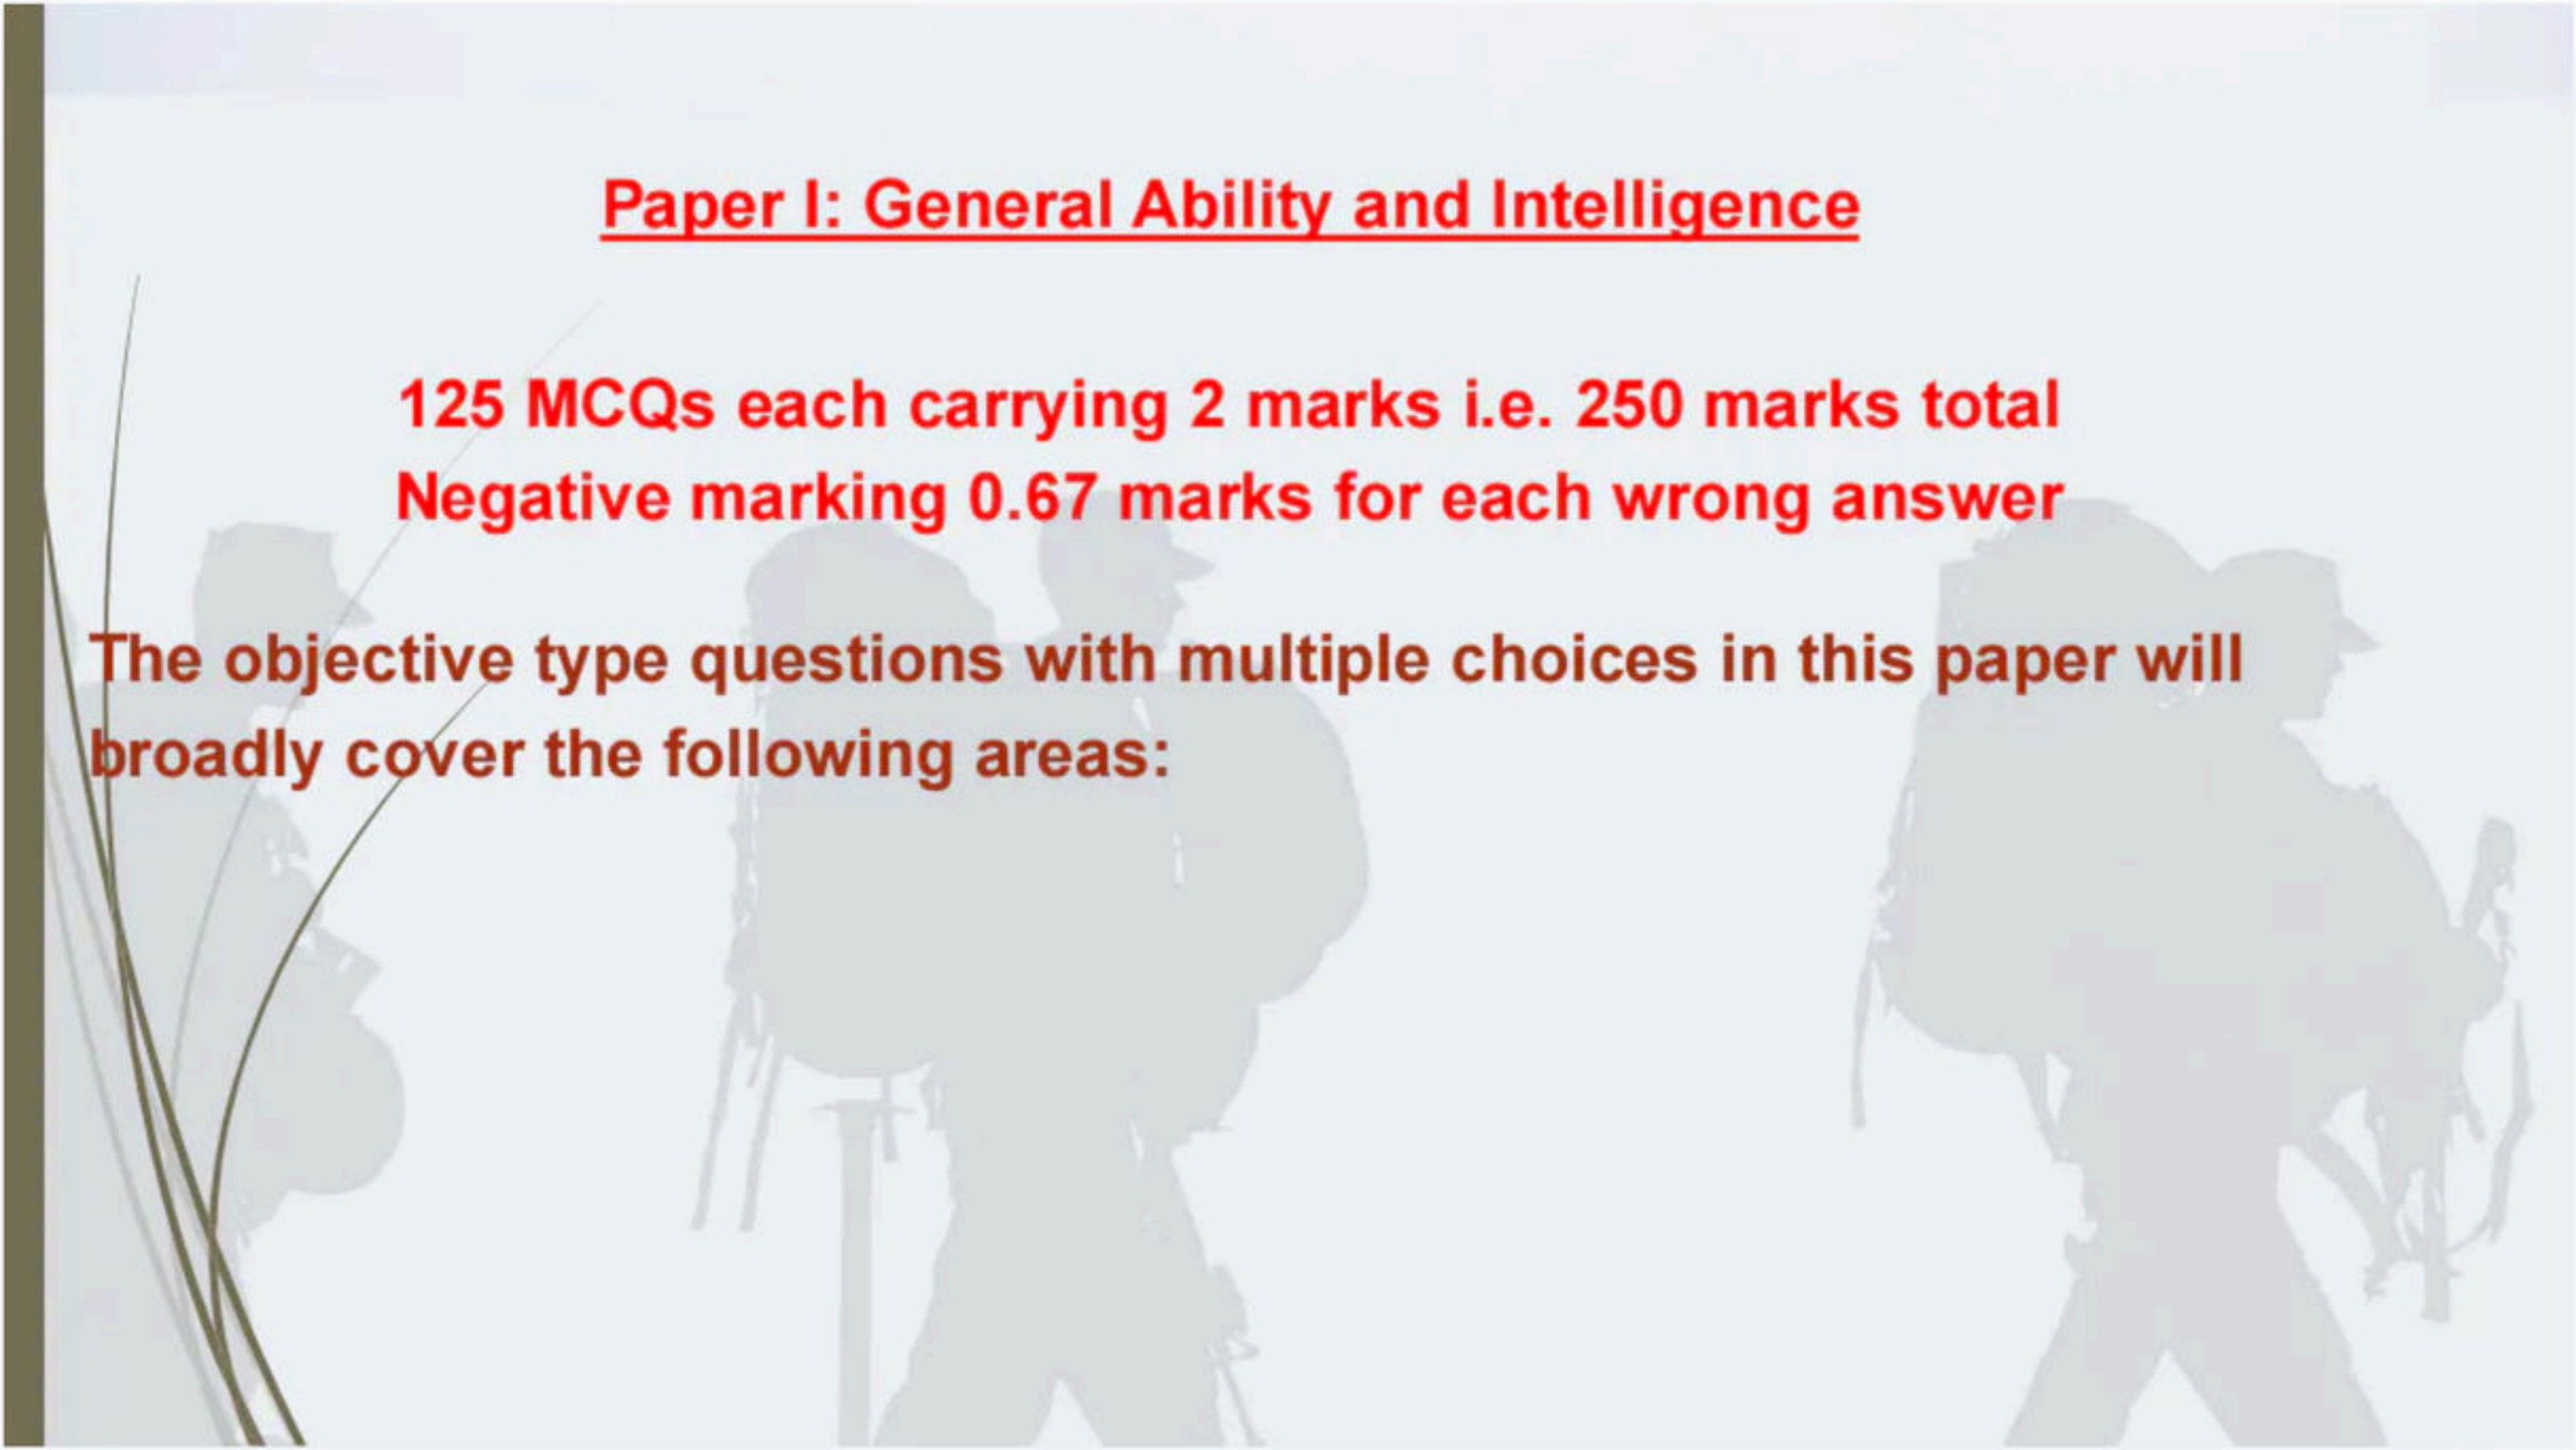 Paper I: General Ability and Intelligence
125 MCQs each carrying 2 marks i.e. 250 marks total
Negative marking 0.67 marks for each wrong answer
The objective type questions with multiple choices in this paper will
broadly cover the following areas: